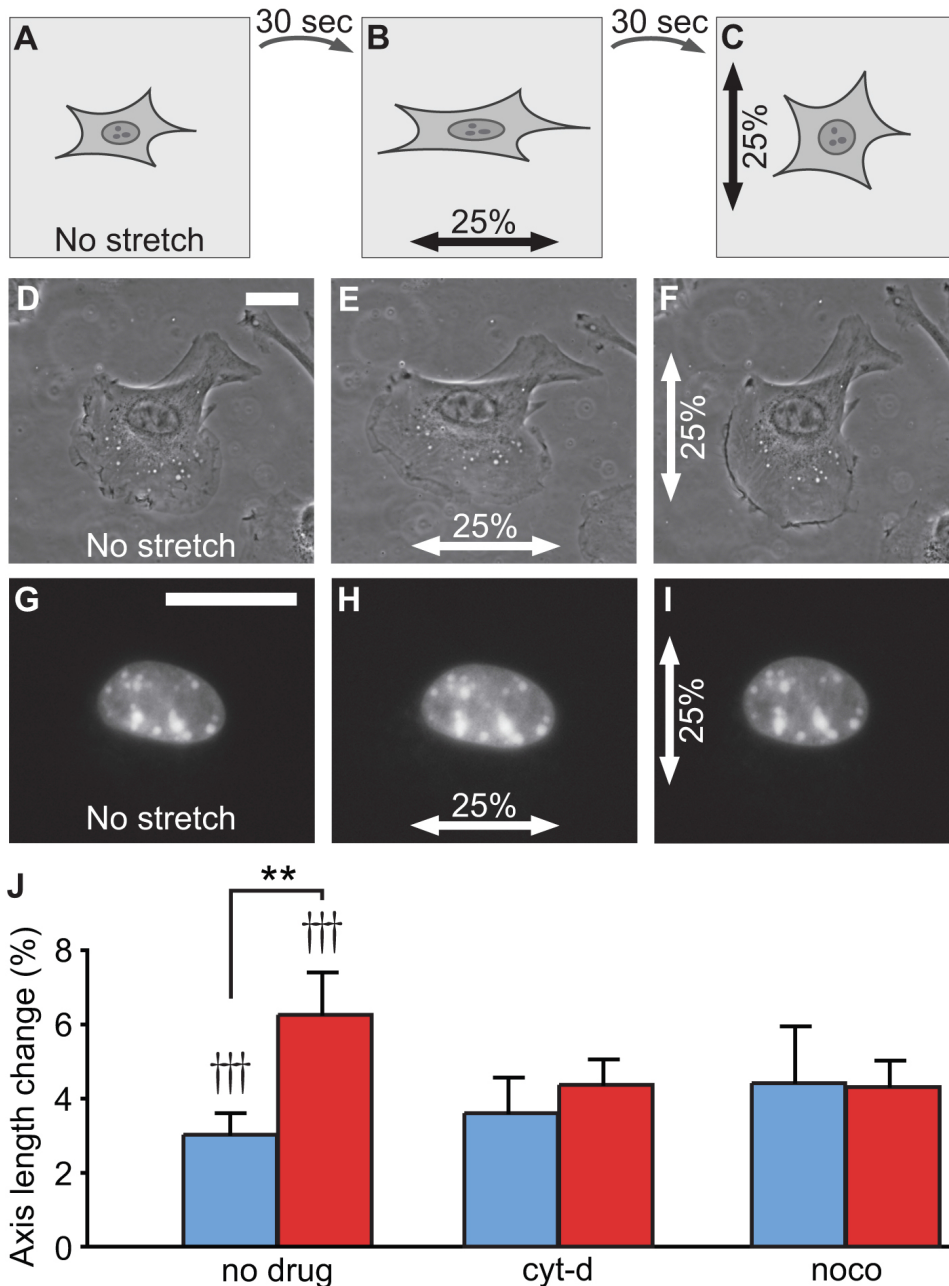 A
30 sec
B
30 sec
C
No stretch
25%
25%
D
E
F
No stretch
25%
25%
G
H
I
No stretch
25%
25%
J
**
†††
†††
Axis length change (%)
8
6
4
2
0
no drug
cyt-d
noco